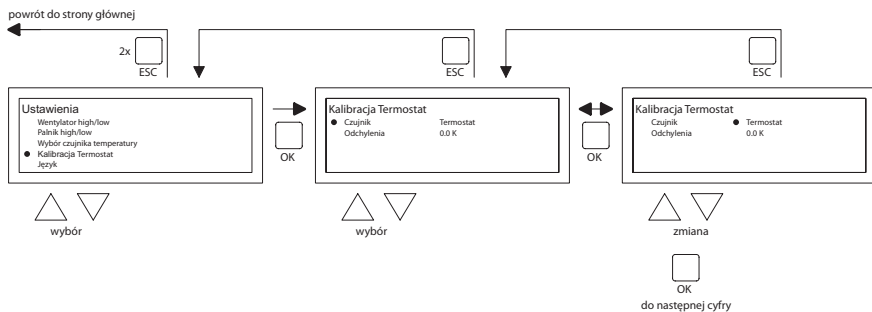 powrót do strony głównej
2x
ESC
ESC
ESC
Ustawienia
Wentylator high/low
Palnik high/low
Wybór czujnika temperatury
Kalibracja Termostat
Język
OK
Kalibracja Termostat
Czujnik Termostat
Odchylenia 0.0 K
OK
Kalibracja Termostat
Czujnik Termostat
Odchylenia 0.0 K
wybór
wybór
zmiana
OK
do następnej cyfry